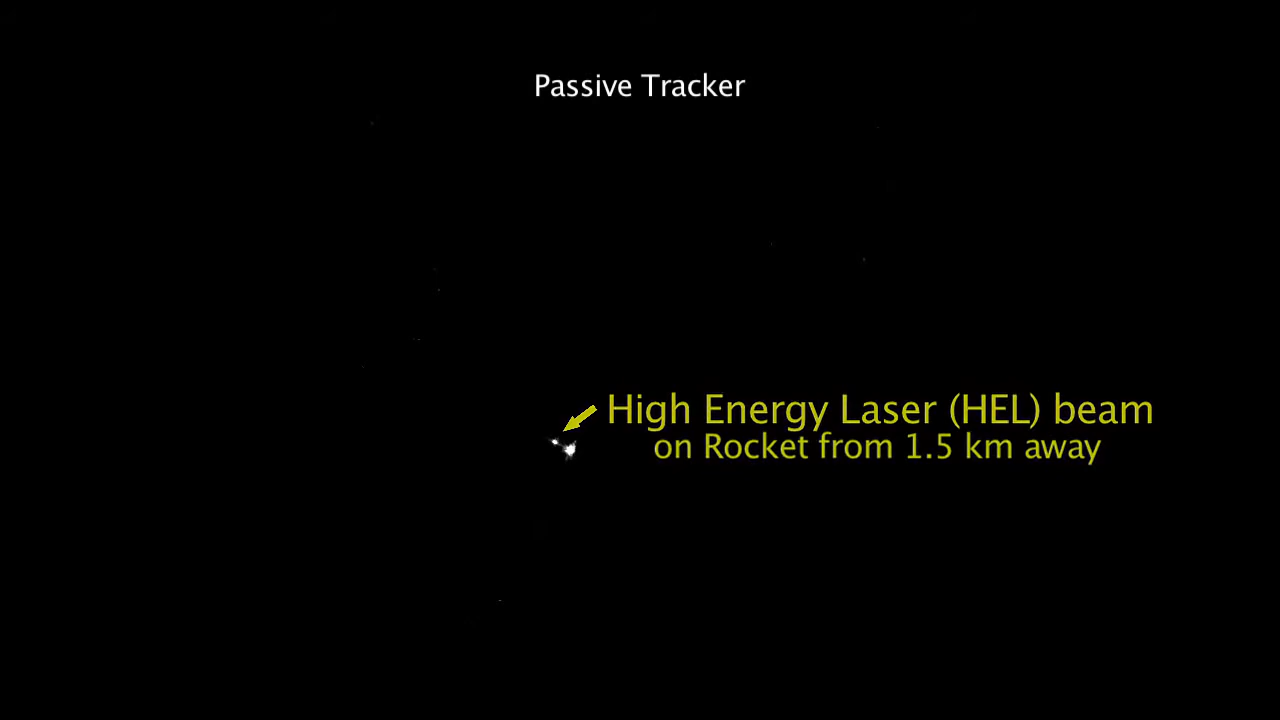 Passive Tracker
High Energy Laser (HEL) beam
on Rocket from 1.5 km away